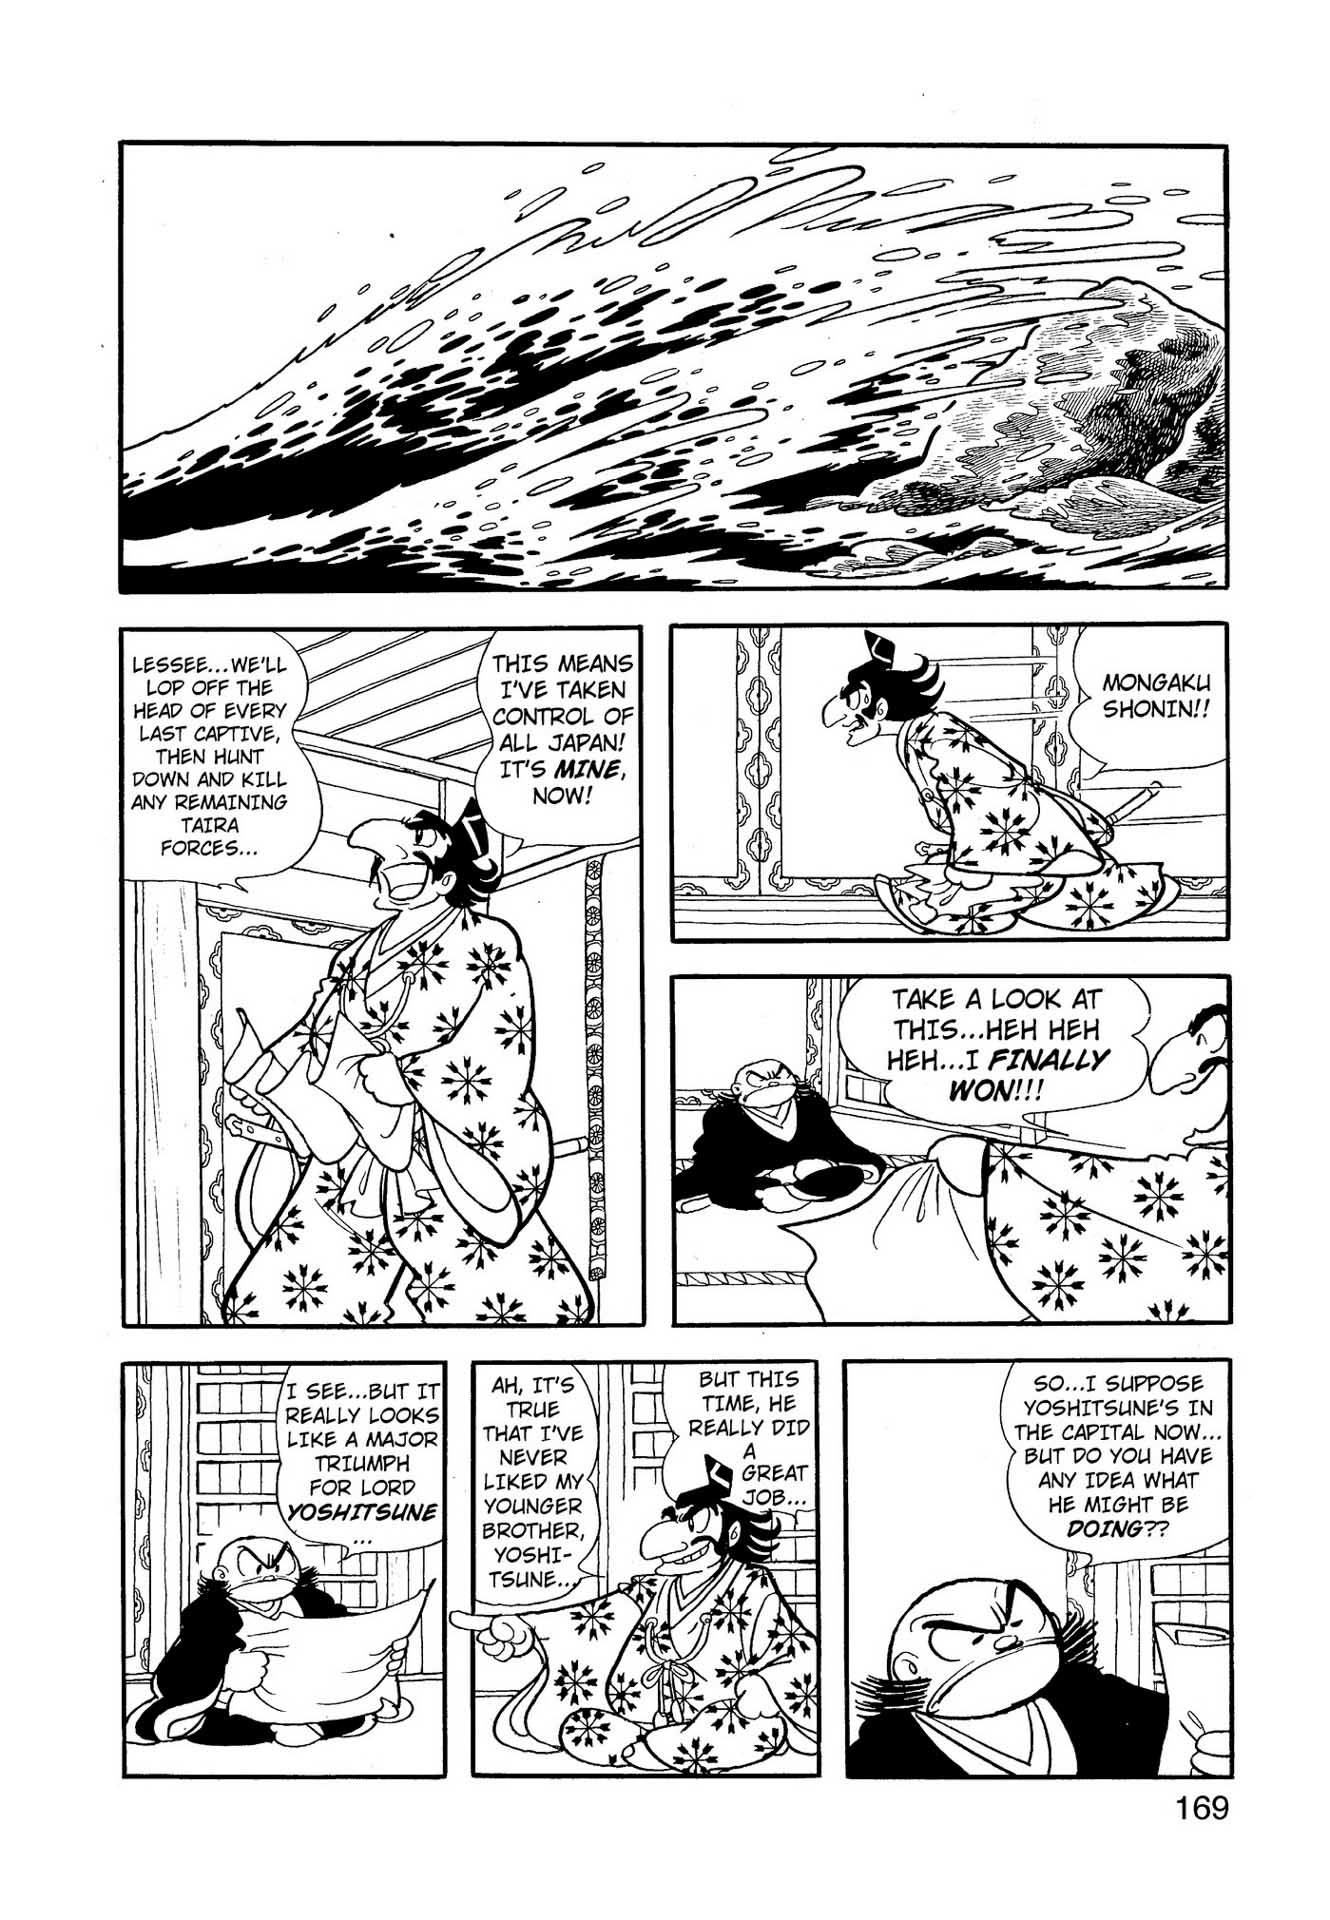 MONGAKU
SHONIN!!
TAKE A LOOK AT
THIS...HEH HEH
HEH...I FINALLY
WON!!!
THIS MEANS
I'VE TAKEN
CONTROL OF
ALL JAPAN!
IT'S MINE,
NOW!
LESSEE...WE'LL
LOP OFF THE
HEAD OF EVERY
LAST CAPTIVE,
THEN HUNT
DOWN AND KILL
ANY REMAINING
TAIRA
FORCES...
SO...I SUPPOSE
YOSHITSUNE'S IN
THE CAPITAL NOW...
BUT DO YOU HAVE
ANY IDEA WHAT
HE MIGHT BE
DOING??
BUT THIS
TIME, HE
REALLY DID
A
GREAT
JOB...
AH, IT'S
TRUE
THAT I'VE
NEVER
LIKED MY
YOUNGER
BROTHER,
YOSHI-
TSUNE...
I SEE...BUT IT
REALLY LOOKS
LIKE A MAJOR
TRIUMPH
FOR LORD
YOSHITSUNE
...
169